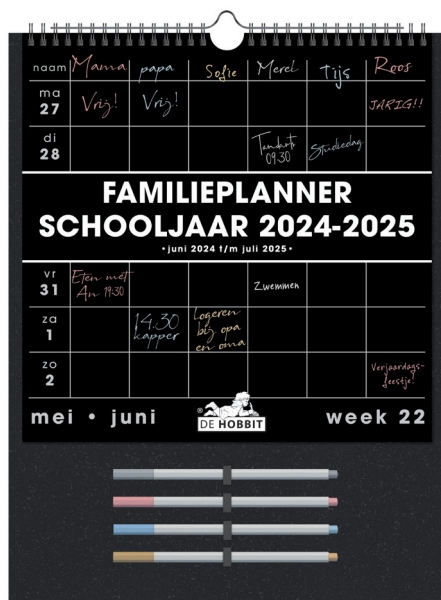 naam Mama papa Sofie Merel Tijs Roos
ma
27 Vrij! Vrij! JARIG!!
di
28 Tandarts
09.30 Studiedag
FAMILIEPLANNER
SCHOOLJAAR 2024-2025
• juni 2024 t/m juli 2025 •
vr
31 Eten met
An 19:30 Zwemmen
za
1 14.30
kapper Logeren
bij opa
en oma
zo
2 Verjaardags-
feestje!
mei • juni ® DE HOBBIT week 22